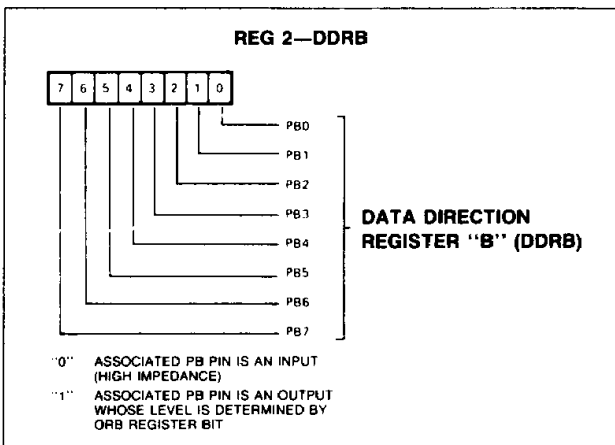 REG 2—DDRB
7 6 5 4 3 2 1 0
PB0
PB1
PB2
PB3
PB4
PB5
PB6
PB7
DATA DIRECTION
REGISTER "B" (DDRB)
"0" ASSOCIATED PB PIN IS AN INPUT
(HIGH IMPEDANCE)
"1" ASSOCIATED PB PIN IS AN OUTPUT
WHOSE LEVEL IS DETERMINED BY
ORB REGISTER BIT